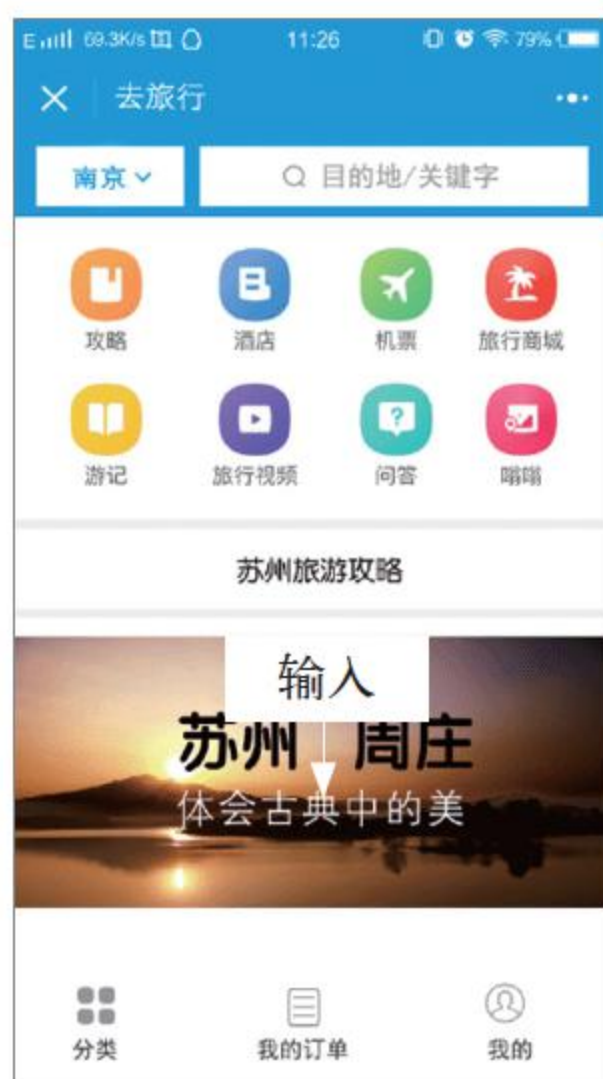 69.3K/s 11:26 79%
去旅行
南京 目的地/关键字
攻略 酒店 机票 旅行商城
游记 旅行视频 问答 嗡嗡
苏州旅游攻略
输入
苏州 周庄
体会古典中的美
分类 我的订单 我的